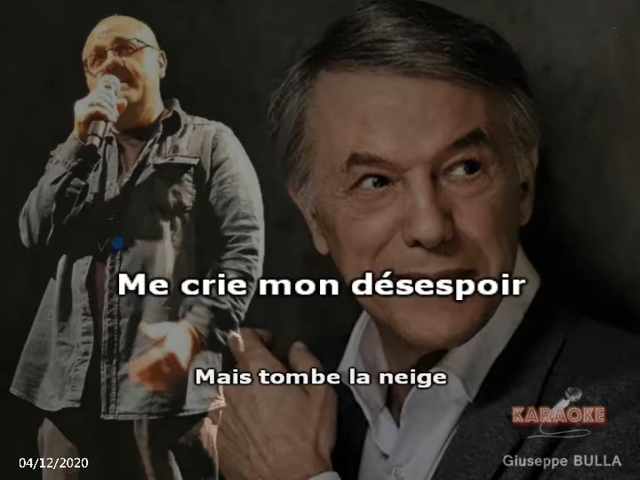 Me crie mon désespoir
Mais tombe la neige
KARAOKE
04/12/2020
Giuseppe BULLA